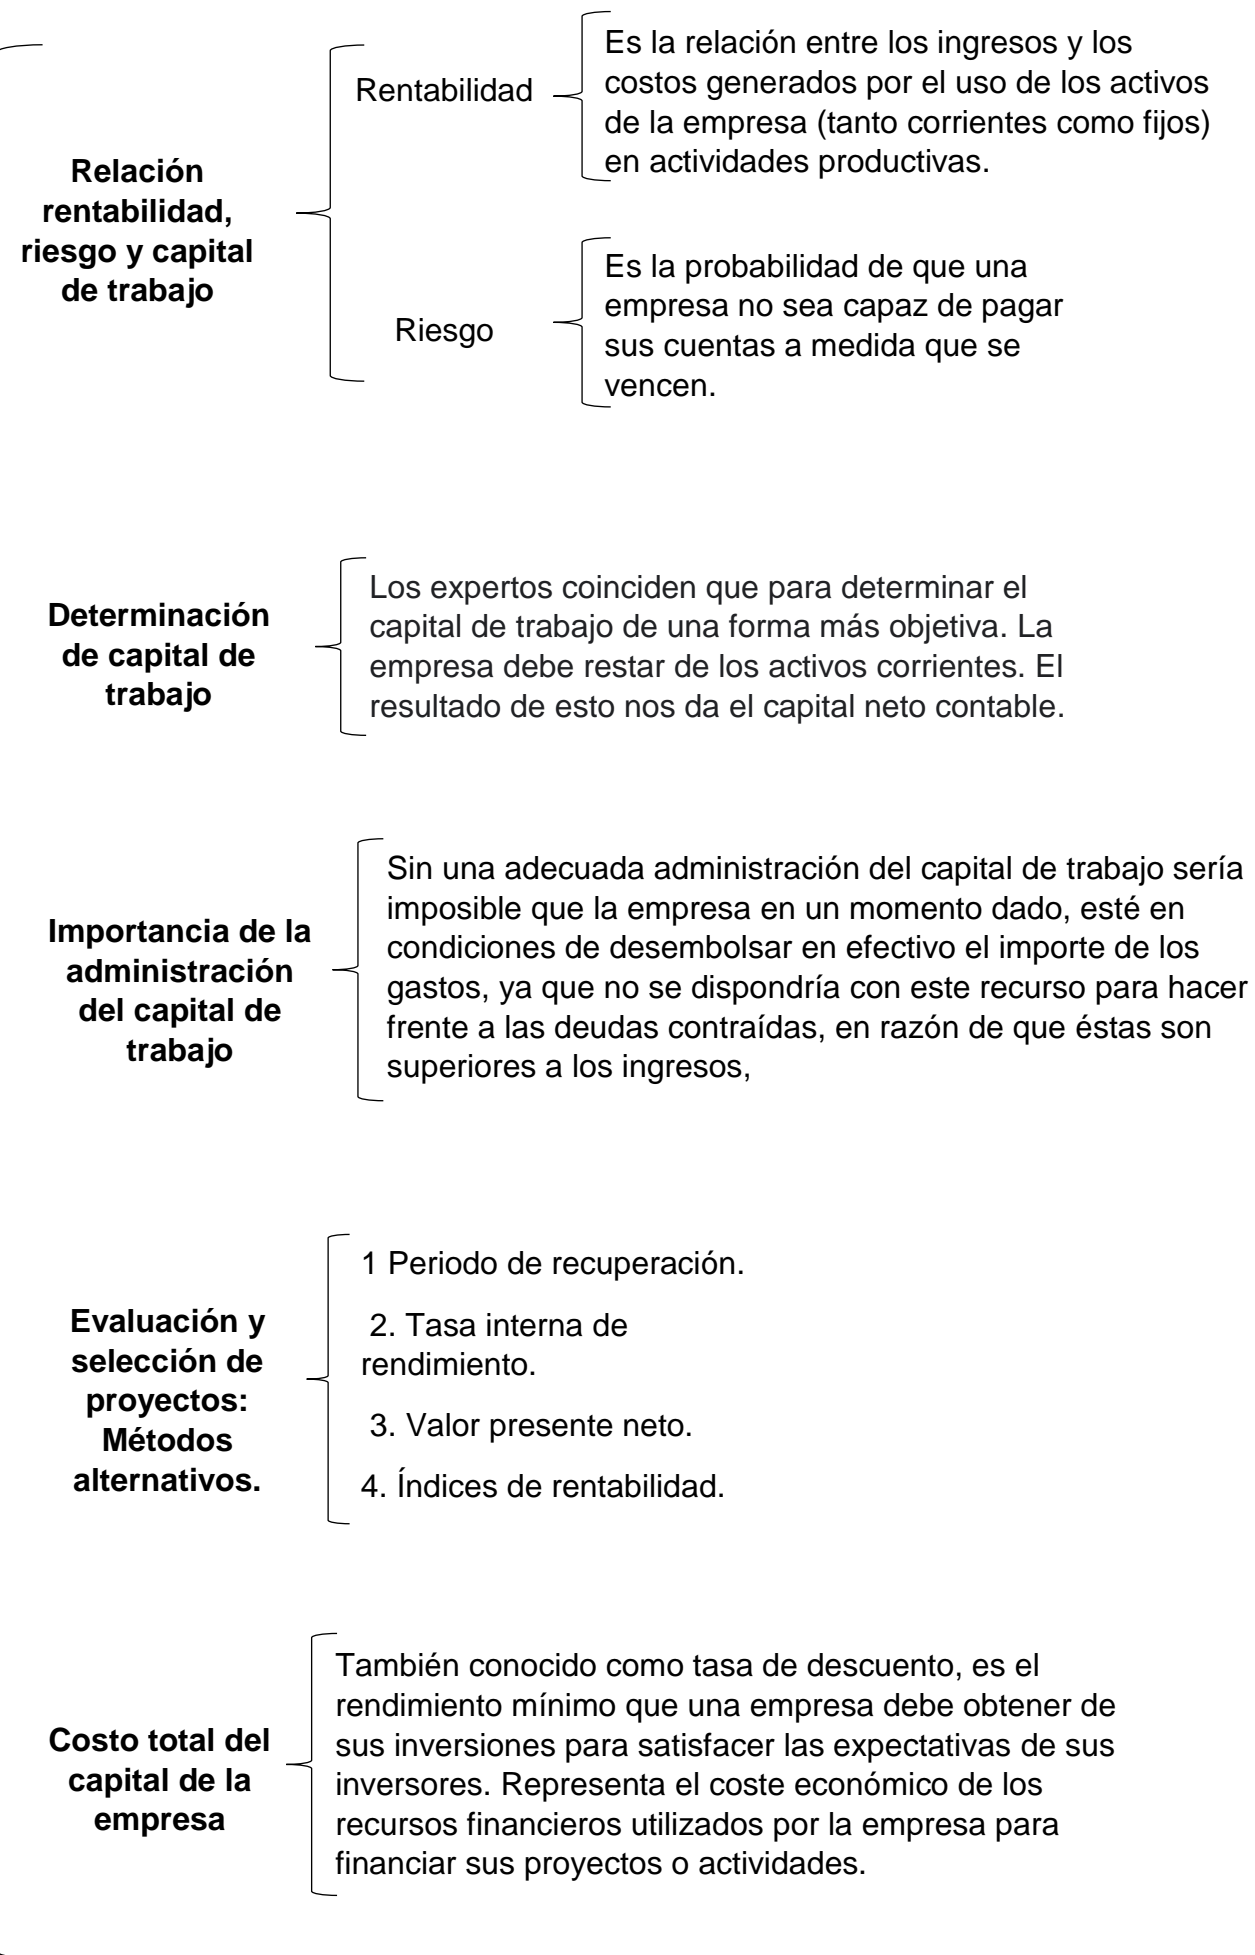 Relación
rentabilidad,
riesgo y capital
de trabajo
Rentabilidad
Es la relación entre los ingresos y los
costos generados por el uso de los activos
de la empresa (tanto corrientes como fijos)
en actividades productivas.
Riesgo
Es la probabilidad de que una
empresa no sea capaz de pagar
sus cuentas a medida que se
vencen.
Determinación
de capital de
trabajo
Los expertos coinciden que para determinar el
capital de trabajo de una forma más objetiva. La
empresa debe restar de los activos corrientes. El
resultado de esto nos da el capital neto contable.
Importancia de la
administración
del capital de
trabajo
Sin una adecuada administración del capital de trabajo sería
imposible que la empresa en un momento dado, esté en
condiciones de desembolsar en efectivo el importe de los
gastos, ya que no se dispondría con este recurso para hacer
frente a las deudas contraídas, en razón de que éstas son
superiores a los ingresos,
Evaluación y
selección de
proyectos:
Métodos
alternativos.
1 Periodo de recuperación.
2. Tasa interna de
rendimiento.
3. Valor presente neto.
4. Índices de rentabilidad.
Costo total del
capital de la
empresa
También conocido como tasa de descuento, es el
rendimiento mínimo que una empresa debe obtener de
sus inversiones para satisfacer las expectativas de sus
inversores. Representa el coste económico de los
recursos financieros utilizados por la empresa para
financiar sus proyectos o actividades.